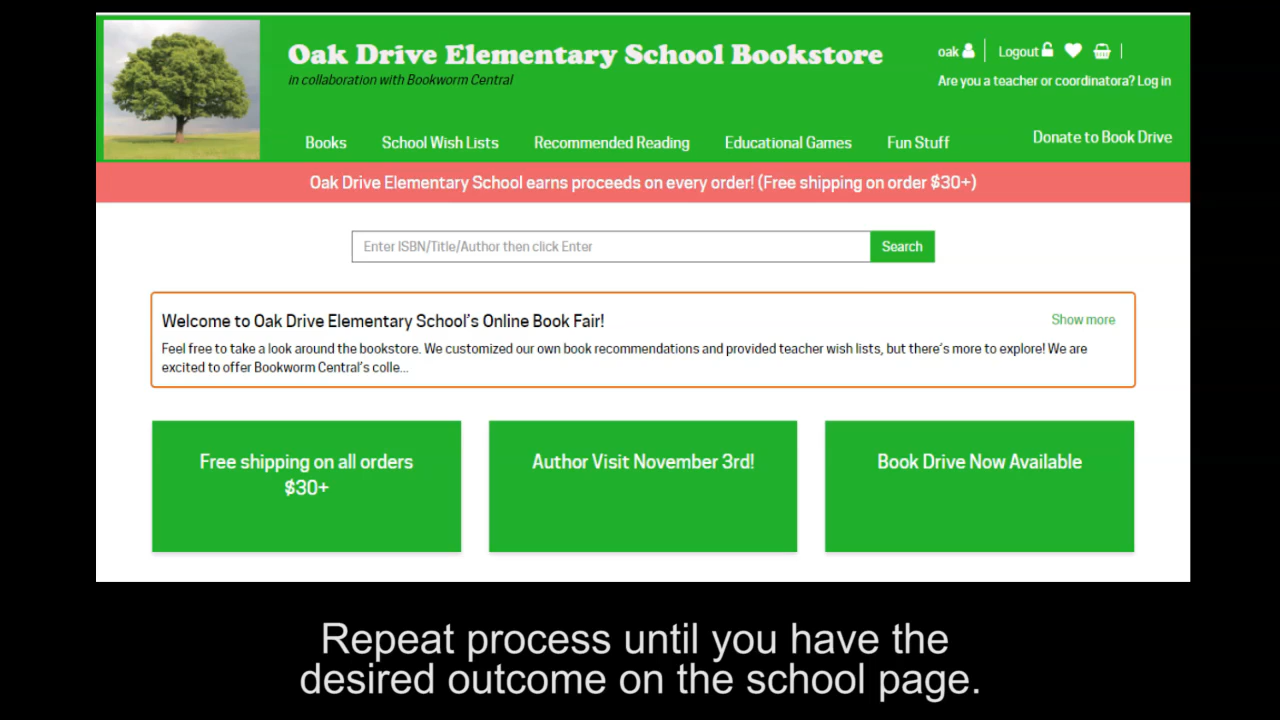 Oak Drive Elementary School Bookstore
in collaboration with Bookworm Central
oak
Logout
Are you a teacher or coordinatora? Log in
Books
School Wish Lists
Recommended Reading
Educational Games
Fun Stuff
Donate to Book Drive
Oak Drive Elementary School earns proceeds on every order! (Free shipping on order $30+)
Enter ISBN/Title/Author then click Enter
Search
Welcome to Oak Drive Elementary School's Online Book Fair!
Show more
Feel free to take a look around the bookstore. We customized our own book recommendations and provided teacher wish lists, but there's more to explore! We are
excited to offer Bookworm Central's colle...
Free shipping on all orders
$30+
Author Visit November 3rd!
Book Drive Now Available
Repeat process until you have the
desired outcome on the school page.